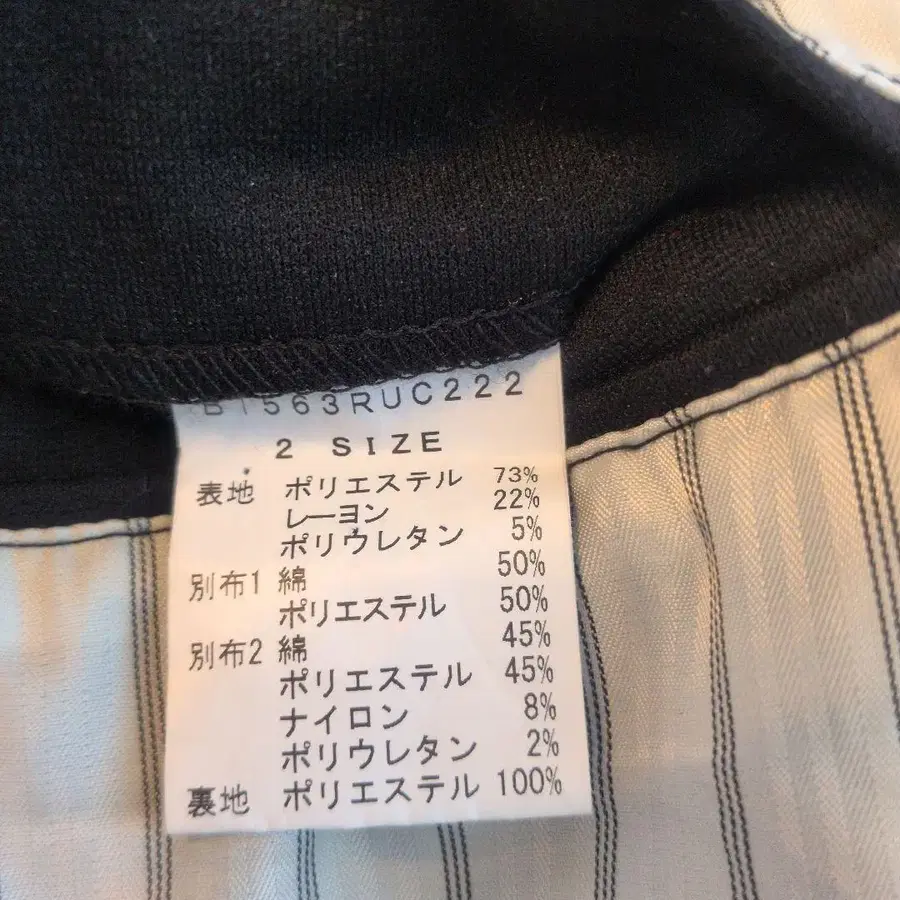 BT563RUC222
2 SIZE
表地 ポリエステル 73%
レーヨン 22%
ポリウレタン 5%
別布1 綿 50%
ポリエステル 50%
別布2 綿 45%
ポリエステル 45%
ナイロン 8%
ポリウレタン 2%
裏地 ポリエステル 100%